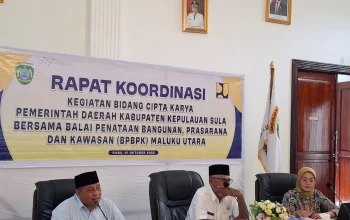 RAPAT KOORDINASI
KEGIATAN BIDANG CIPTA KARYA
PEMERINTAH DAERAH KABUPATEN KEPULAUAN SULA
BERSAMA BALAI PENATAAN BANGUNAN, PRASARANA
DAN KAWASAN (BPBPK) MALUKU UTARA
OKTOBER